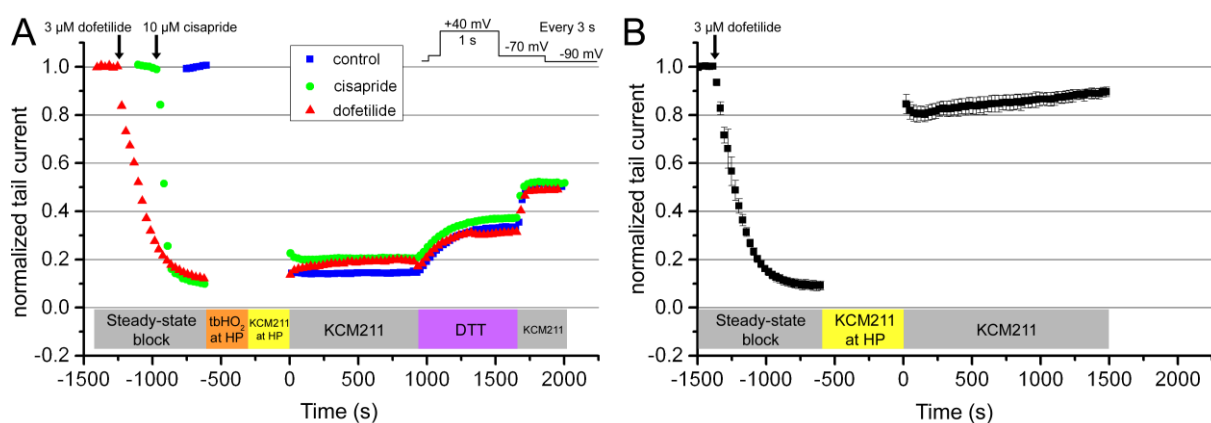 A
3 µM dofetilide
10 µM cisapride
control
cisapride
dofetilide
+40 mV
1 s
Every 3 s
-70 mV
-90 mV
normalized tail current
1.0
0.8
0.6
0.4
0.2
0.0
-0.2
Steady-state block
tbHO₂ at HP
KCM211 at HP
KCM211
DTT
KCM211
-1500 -1000 -500 0 500 1000 1500 2000
Time (s)
B
3 µM dofetilide
normalized tail current
1.0
0.8
0.6
0.4
0.2
0.0
-0.2
Steady-state block
KCM211 at HP
KCM211
-1500 -1000 -500 0 500 1000 1500 2000
Time (s)